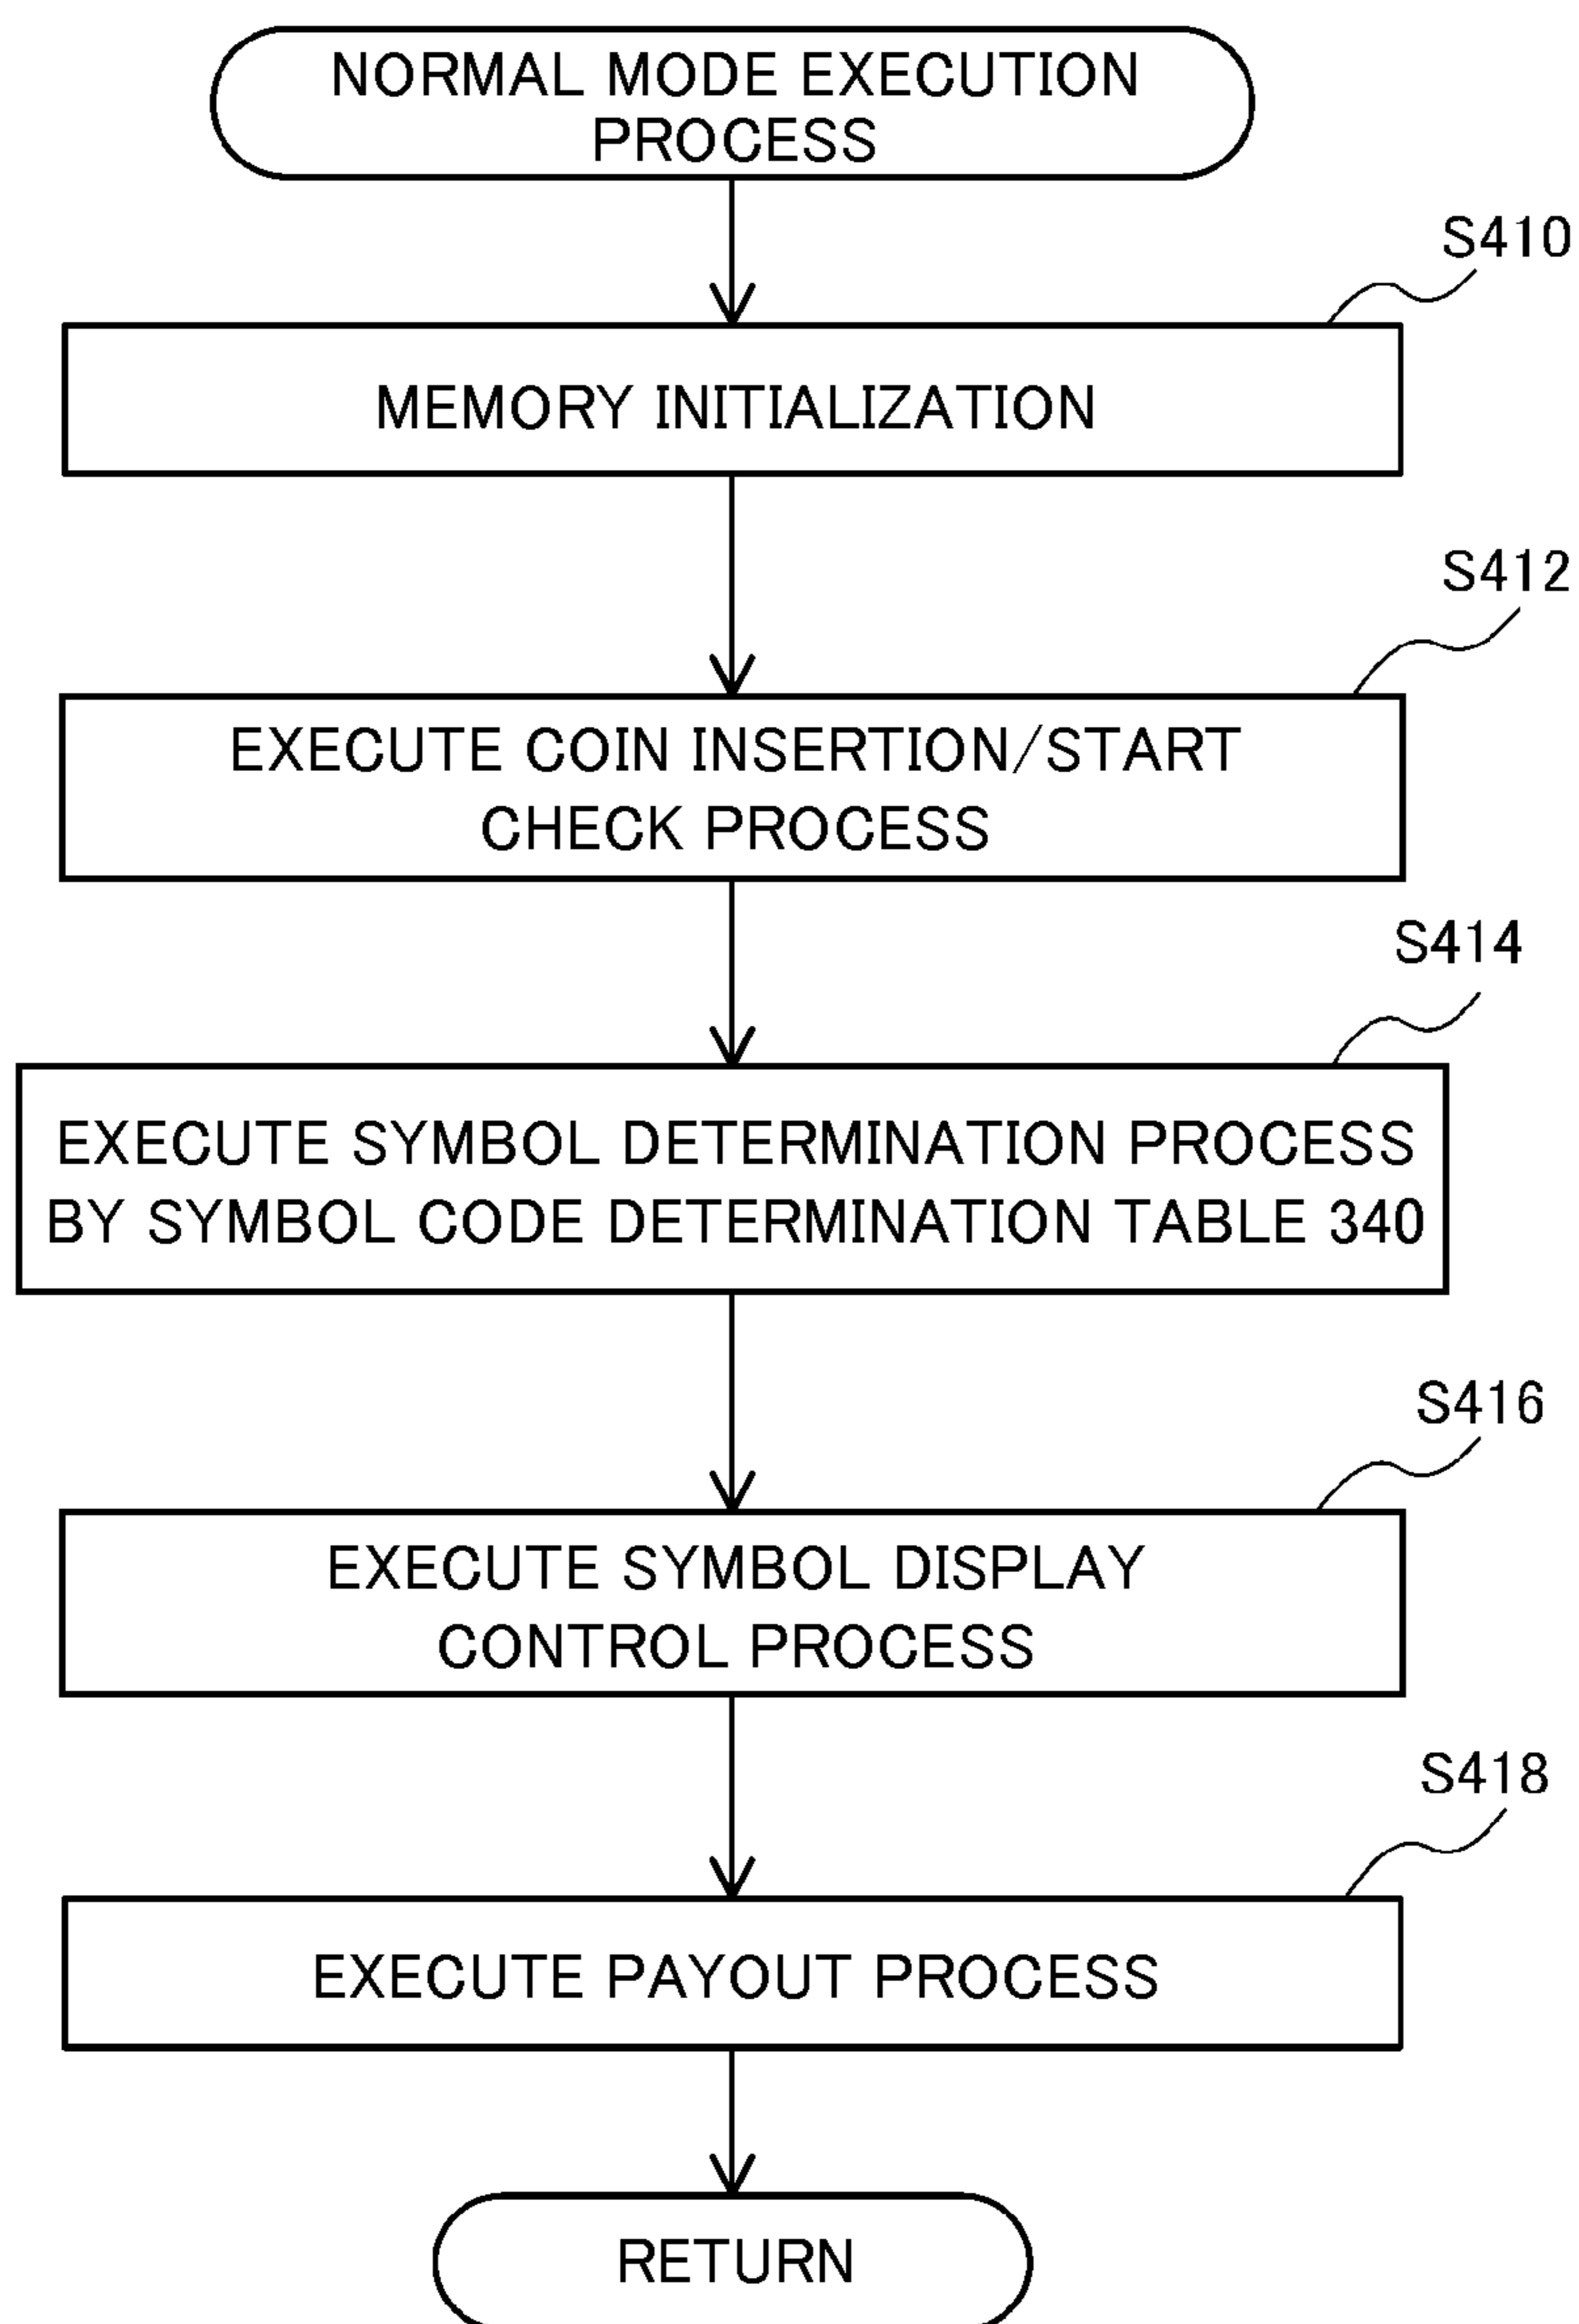 NORMAL MODE EXECUTION
PROCESS
S410
MEMORY INITIALIZATION
S412
EXECUTE COIN INSERTION/START
CHECK PROCESS
S414
EXECUTE SYMBOL DETERMINATION PROCESS
BY SYMBOL CODE DETERMINATION TABLE 340
S416
EXECUTE SYMBOL DISPLAY
CONTROL PROCESS
S418
EXECUTE PAYOUT PROCESS
RETURN